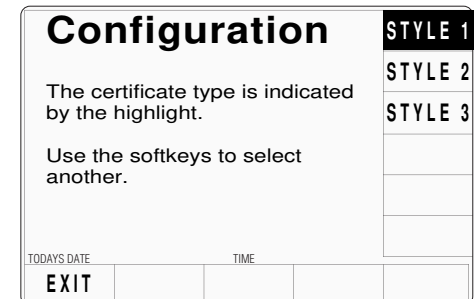 Configuration
The certificate type is indicated
by the highlight.
Use the softkeys to select
another.
STYLE 1
STYLE 2
STYLE 3
TODAYS DATE
TIME
EXIT